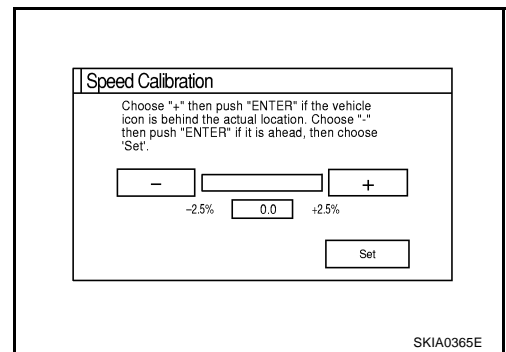 Speed Calibration
Choose "+" then push "ENTER" if the vehicle
icon is behind the actual location. Choose "-"
then push "ENTER" if it is ahead, then choose
'Set'.
− +
−2.5% 0.0 +2.5%
Set
SKIA0365E